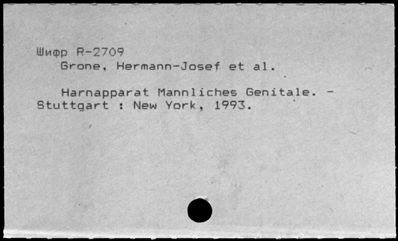 Шифр R-2709
Grone, Hermann-Josef et al.
Harnapparat Mannliches Genitale. -
Stuttgart : New York, 1993.